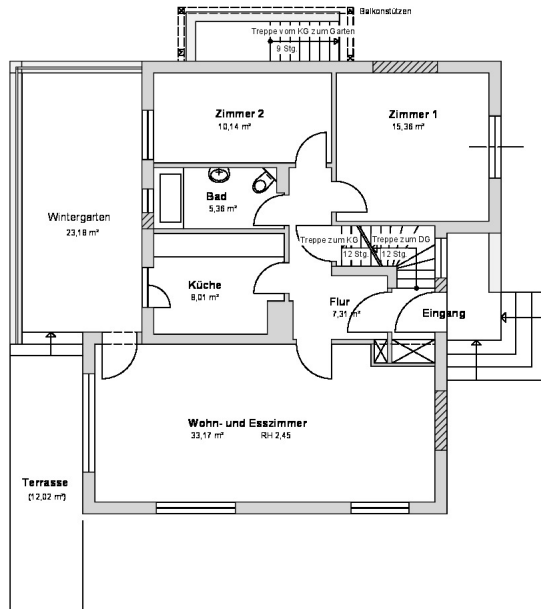 Balkonstützen
Treppe vom KG zum Garten
9 Stg.
Zimmer 2
10,14 m²
Zimmer 1
15,36 m²
Bad
5,36 m²
Wintergarten
23,18 m²
Treppe zum KG
12 Stg.
Treppe zum DG
12 Stg.
Küche
8,01 m²
Flur
7,31 m²
Eingang
Wohn- und Esszimmer
33,17 m² RH 2,45
Terrasse
(12,02 m²)